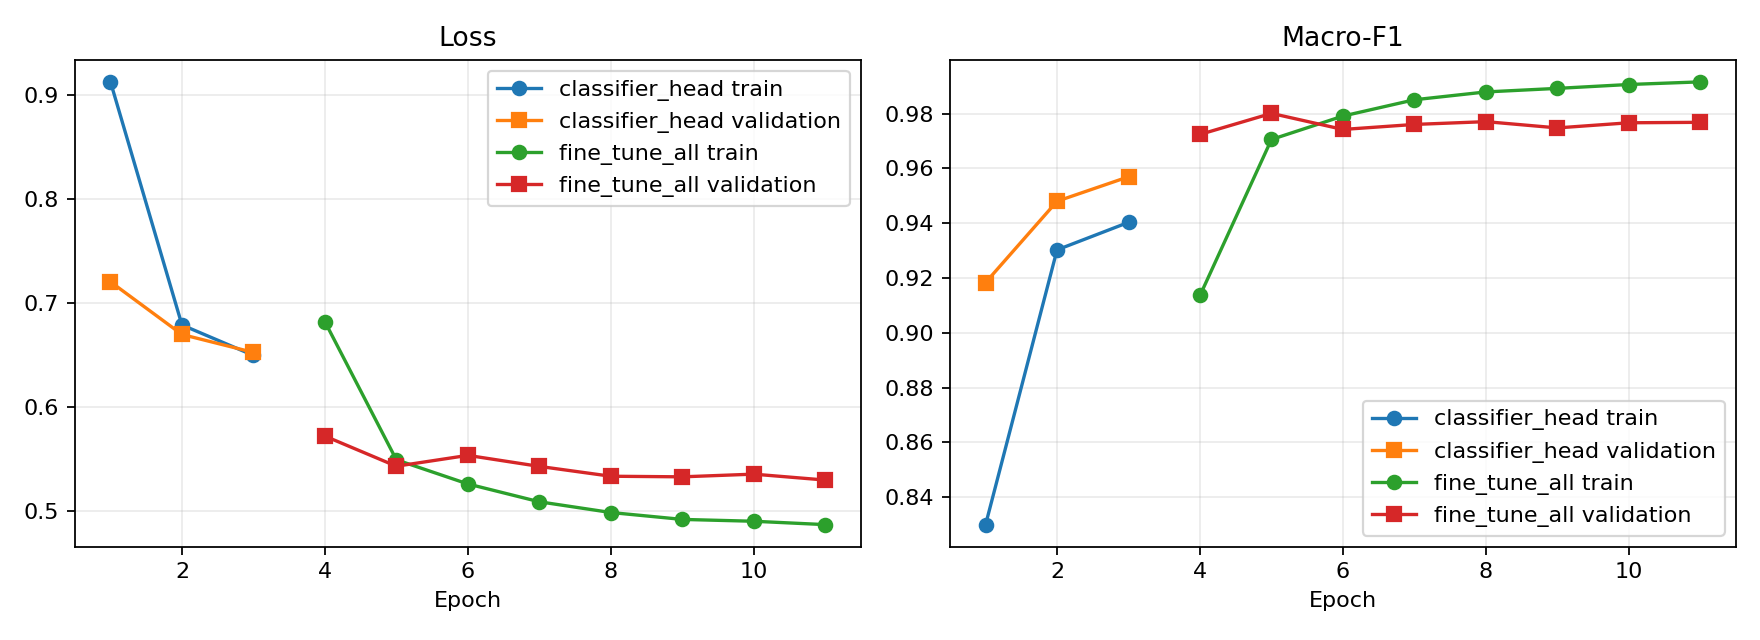 Loss
0.9
0.8
0.7
0.6
0.5
2
4
6
8
10
Epoch
classifier_head train
classifier_head validation
fine_tune_all train
fine_tune_all validation
Macro-F1
0.98
0.96
0.94
0.92
0.90
0.88
0.86
0.84
2
4
6
8
10
Epoch
classifier_head train
classifier_head validation
fine_tune_all train
fine_tune_all validation